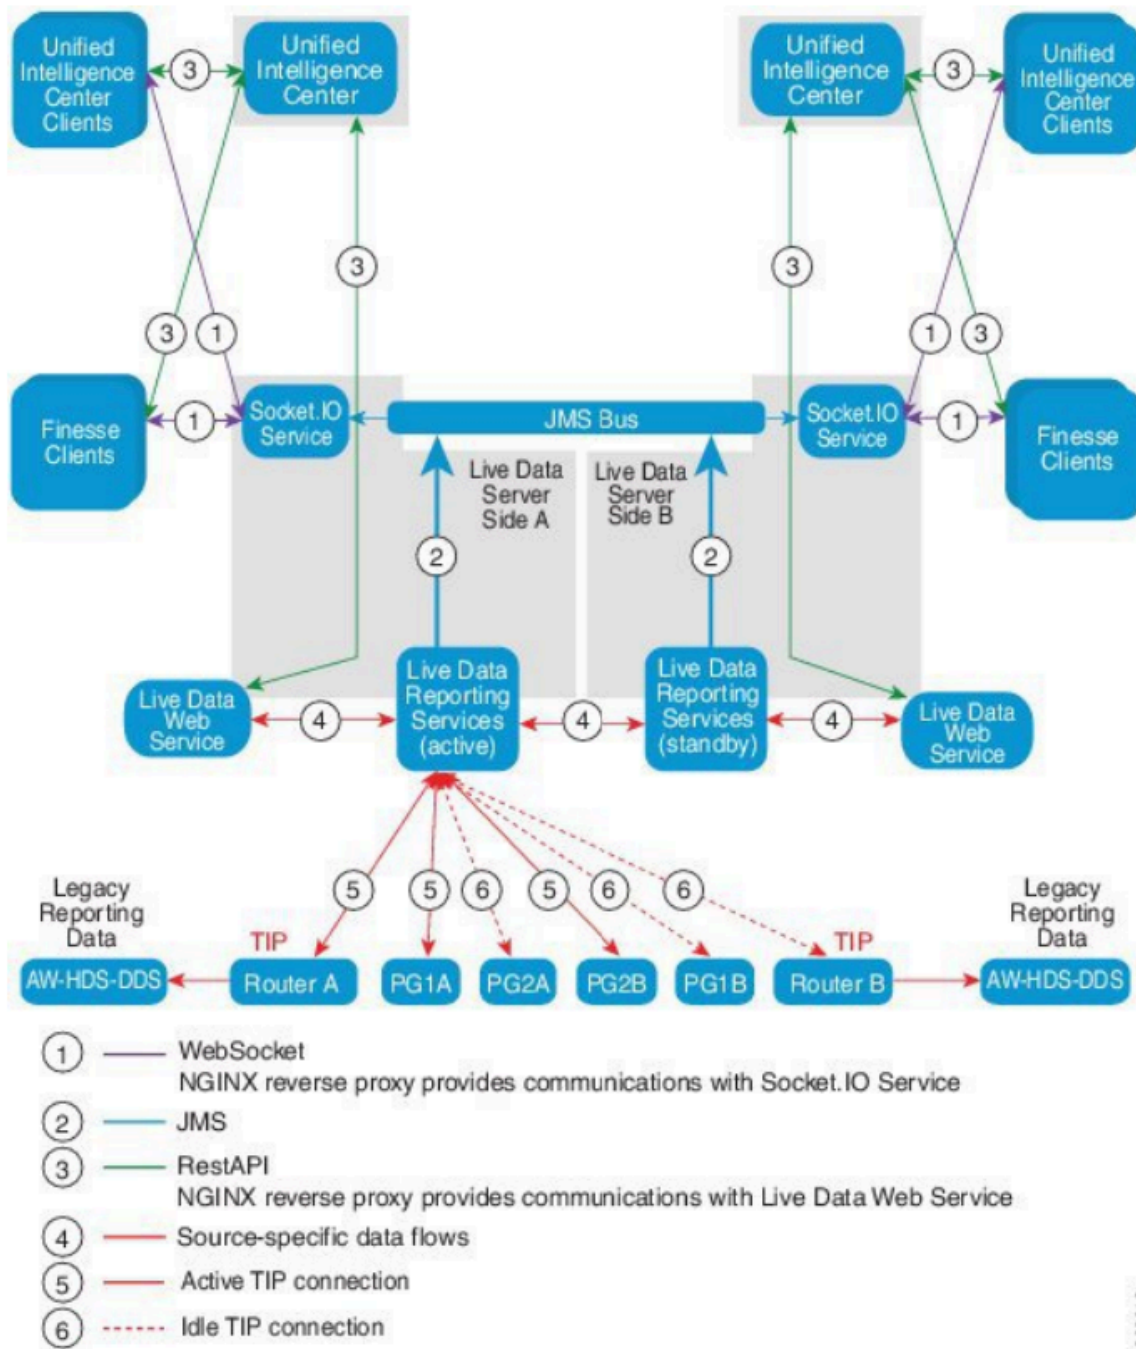 Unified
Intelligence
Center
Clients
3
Unified
Intelligence
Center
Unified
Intelligence
Center
3
Unified
Intelligence
Center
Clients
3
3
3
1
1
3
Finesse
Clients
1
Socket.IO
Service
JMS Bus
Socket.IO
Service
1
Finesse
Clients
Live Data
Server
Side A
Live Data
Server
Side B
2
2
Live Data
Web
Service
4
Live Data
Reporting
Services
(active)
4
Live Data
Reporting
Services
(standby)
4
Live Data
Web
Service
5
5
6
5
6
6
Legacy
Reporting
Data
Legacy
Reporting
Data
TIP
TIP
AW-HDS-DDS
Router A
PG1A
PG2A
PG2B
PG1B
Router B
AW-HDS-DDS
1 WebSocket
NGINX reverse proxy provides communications with Socket.IO Service
2 JMS
3 RestAPI
NGINX reverse proxy provides communications with Live Data Web Service
4 Source-specific data flows
5 Active TIP connection
6 Idle TIP connection